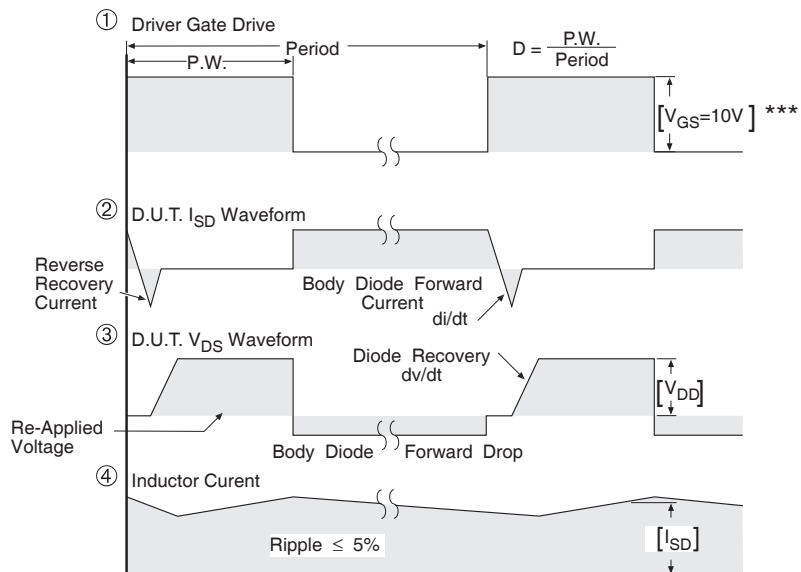 ① Driver Gate Drive
Period
P.W.
D = P.W. / Period
[VGS=10V] ***
② D.U.T. ISD Waveform
Reverse
Recovery
Current
Body Diode Forward
Current
di/dt
③ D.U.T. VDS Waveform
Diode Recovery
dv/dt
[VDD]
Re-Applied
Voltage
Body Diode Forward Drop
④ Inductor Curent
Ripple ≤ 5%
[ISD]